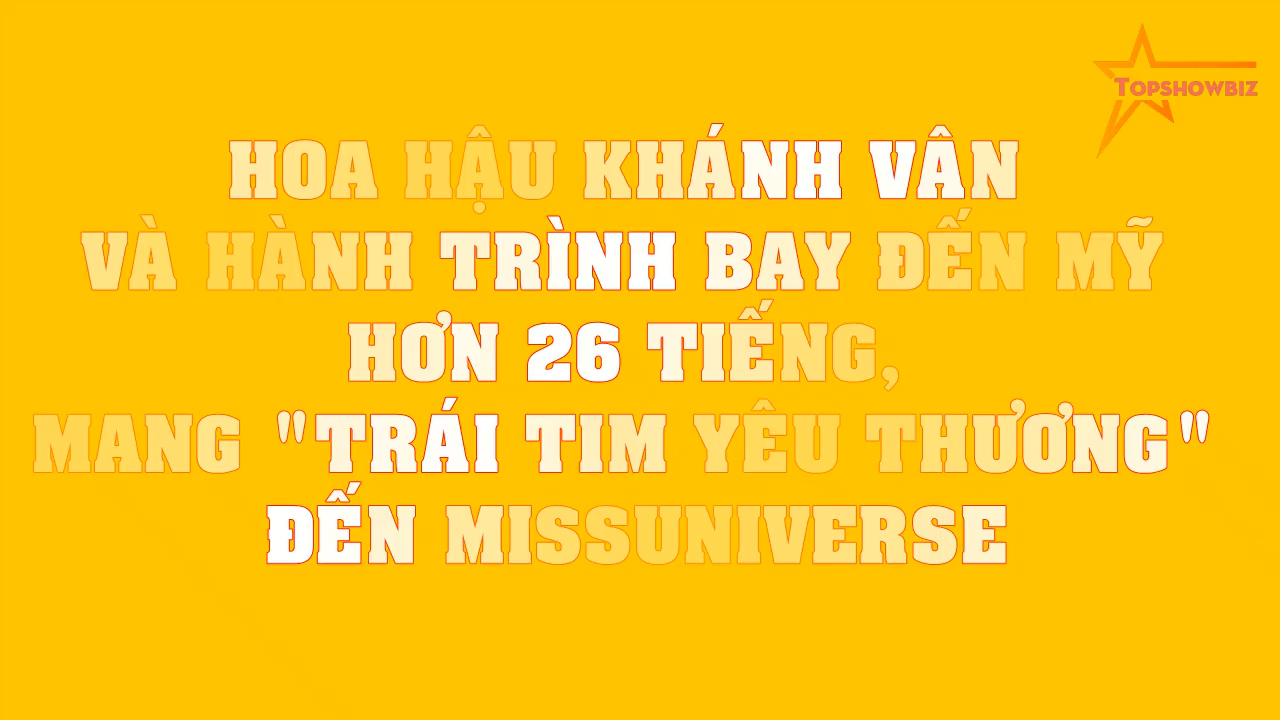 TOPSHOWBIZ
HOA HẬU KHÁNH VÂN
VÀ HÀNH TRÌNH BAY ĐẾN MỸ
HƠN 26 TIẾNG,
MANG "TRÁI TIM YÊU THƯƠNG"
ĐẾN MISSUNIVERSE